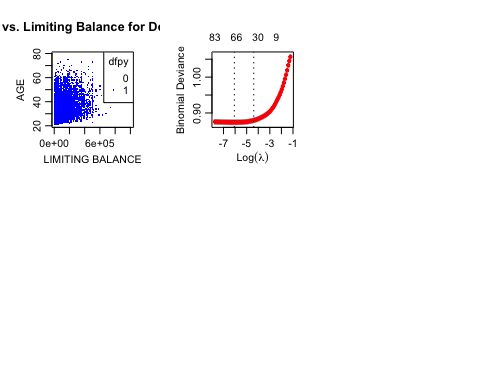 vs. Limiting Balance for De
AGE
20 40 60 80
dfpy
0
1
0e+00 6e+05
LIMITING BALANCE
83 66 30 9
Binomial Deviance
0.90 1.00
-7 -5 -3 -1
Log(λ)